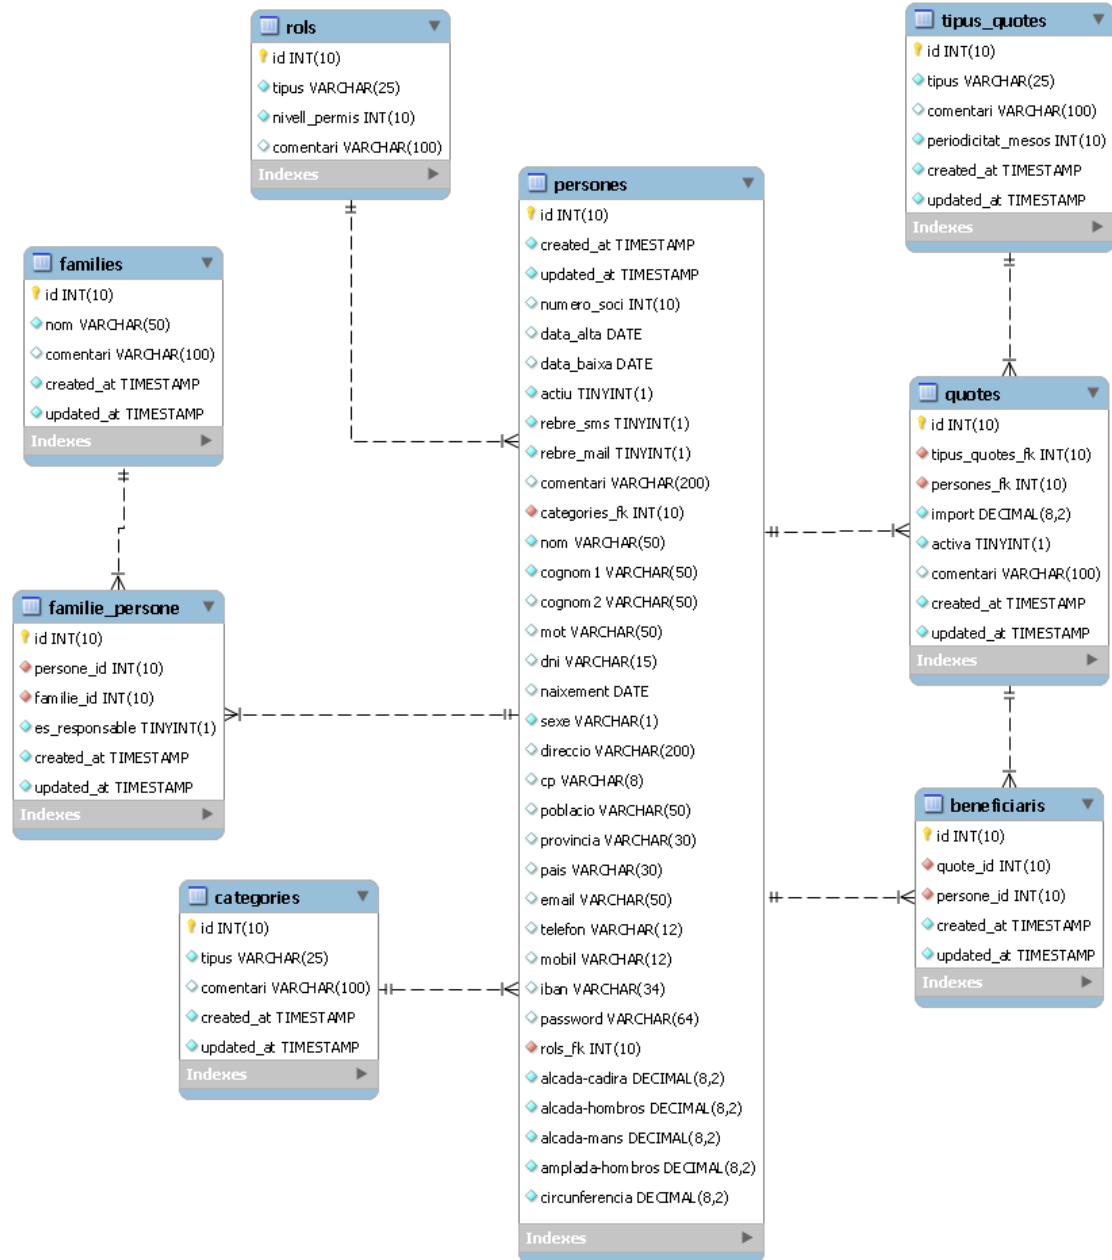 rols
id INT(10)
tipus VARCHAR(25)
nivell_permis INT(10)
comentari VARCHAR(100)
Indexes
tipus_quotes
id INT(10)
tipus VARCHAR(25)
comentari VARCHAR(100)
periodicitat_mesos INT(10)
created_at TIMESTAMP
updated_at TIMESTAMP
Indexes
families
id INT(10)
nom VARCHAR(50)
comentari VARCHAR(100)
created_at TIMESTAMP
updated_at TIMESTAMP
Indexes
persones
id INT(10)
created_at TIMESTAMP
updated_at TIMESTAMP
numero_soci INT(10)
data_alta DATE
data_baixa DATE
actiu TINYINT(1)
rebre_sms TINYINT(1)
rebre_mail TINYINT(1)
comentari VARCHAR(200)
categories_fk INT(10)
nom VARCHAR(50)
cognom1 VARCHAR(50)
cognom2 VARCHAR(50)
mot VARCHAR(50)
dni VARCHAR(15)
naixement DATE
sexe VARCHAR(1)
direccio VARCHAR(200)
cp VARCHAR(8)
poblacio VARCHAR(50)
provincia VARCHAR(30)
pais VARCHAR(30)
email VARCHAR(50)
telefon VARCHAR(12)
mobil VARCHAR(12)
iban VARCHAR(34)
password VARCHAR(64)
rols_fk INT(10)
alcada-cadira DECIMAL(8,2)
alcada-hombros DECIMAL(8,2)
alcada-mans DECIMAL(8,2)
amplada-hombros DECIMAL(8,2)
circunferencia DECIMAL(8,2)
Indexes
quotes
id INT(10)
tipus_quotes_fk INT(10)
persones_fk INT(10)
import DECIMAL(8,2)
activa TINYINT(1)
comentari VARCHAR(100)
created_at TIMESTAMP
updated_at TIMESTAMP
Indexes
familie_persone
id INT(10)
persone_id INT(10)
familie_id INT(10)
es_responsable TINYINT(1)
created_at TIMESTAMP
updated_at TIMESTAMP
Indexes
beneficiaris
id INT(10)
quote_id INT(10)
persone_id INT(10)
created_at TIMESTAMP
updated_at TIMESTAMP
Indexes
categories
id INT(10)
tipus VARCHAR(25)
comentari VARCHAR(100)
created_at TIMESTAMP
updated_at TIMESTAMP
Indexes